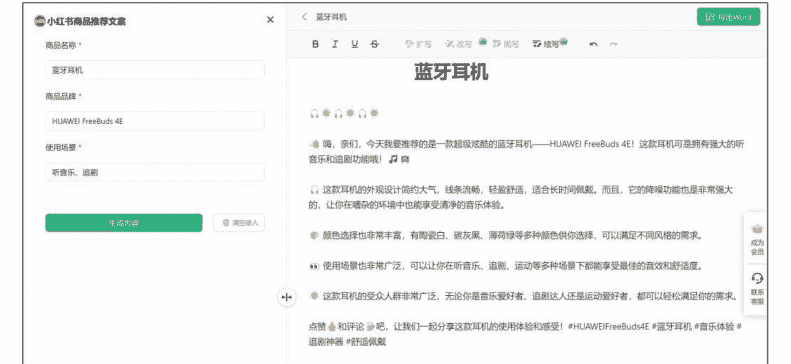 小红书商品推荐文案
商品名称 *
蓝牙耳机
商品品牌 *
HUAWEI FreeBuds 4E
使用场景 *
听音乐、追剧
生成内容
清空录入
蓝牙耳机
导出Word
B I U S 扩写 改写 简写 续写
蓝牙耳机
嗨，亲们，今天我要推荐的是一款超级炫酷的蓝牙耳机——HUAWEI FreeBuds 4E！这款耳机可是拥有强大的听
音乐和追剧功能哦！
这款耳机的外观设计简约大气，线条流畅，轻盈舒适，适合长时间佩戴。而且，它的降噪功能也是非常强大
的，让你在嘈杂的环境中也能享受清净的音乐体验。
颜色选择也非常丰富，有陶瓷白、碳灰黑、薄荷绿等多种颜色供你选择，可以满足不同风格的需求。
使用场景也非常广泛，可以让你在听音乐、追剧、运动等多种场景下都能享受最佳的音效和舒适度。
这款耳机的受众人群非常广泛，无论你是音乐爱好者、追剧达人还是运动爱好者，都可以轻松满足你的需求。
点赞和评论吧，让我们一起分享这款耳机的使用体验和感受！#HUAWEIFreeBuds4E #蓝牙耳机 #音乐体验 #
追剧神器 #舒适佩戴
成为
会员
联系
客服